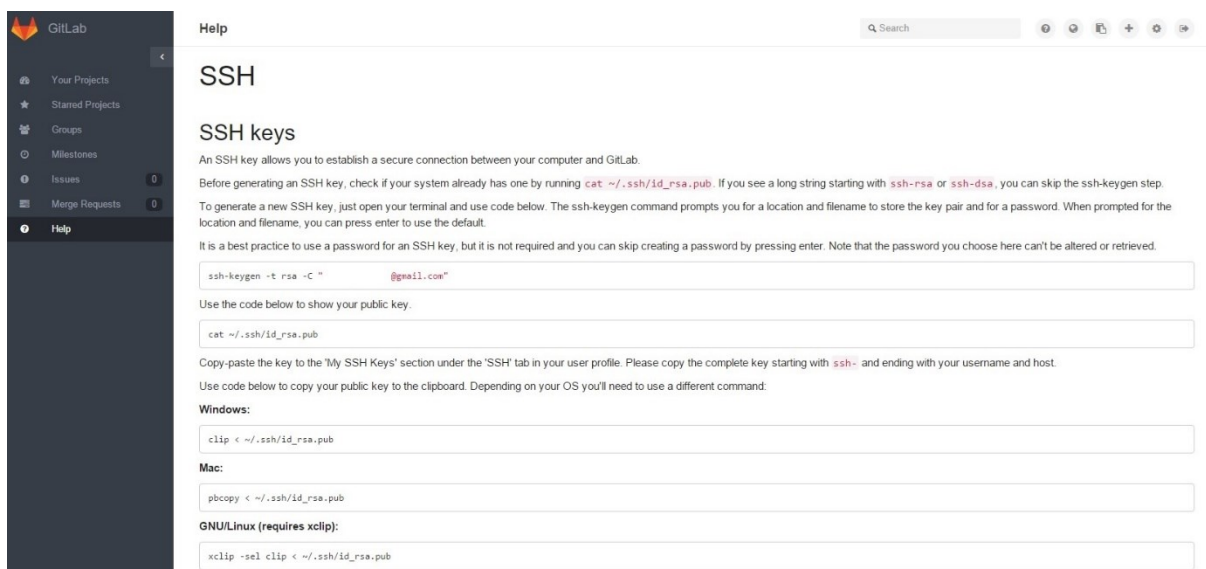 GitLab
Help
Search
Your Projects
Starred Projects
Groups
Milestones
Issues 0
Merge Requests 0
Help
SSH
SSH keys
An SSH key allows you to establish a secure connection between your computer and GitLab.
Before generating an SSH key, check if your system already has one by running cat ~/.ssh/id_rsa.pub. If you see a long string starting with ssh-rsa or ssh-dsa, you can skip the ssh-keygen step.
To generate a new SSH key, just open your terminal and use code below. The ssh-keygen command prompts you for a location and filename to store the key pair and for a password. When prompted for the
location and filename, you can press enter to use the default.
It is a best practice to use a password for an SSH key, but it is not required and you can skip creating a password by pressing enter. Note that the password you choose here can't be altered or retrieved.
ssh-keygen -t rsa -C " @gmail.com"
Use the code below to show your public key.
cat ~/.ssh/id_rsa.pub
Copy-paste the key to the 'My SSH Keys' section under the 'SSH' tab in your user profile. Please copy the complete key starting with ssh- and ending with your username and host.
Use code below to copy your public key to the clipboard. Depending on your OS you'll need to use a different command:
Windows:
clip < ~/.ssh/id_rsa.pub
Mac:
pbcopy < ~/.ssh/id_rsa.pub
GNU/Linux (requires xclip):
xclip -sel clip < ~/.ssh/id_rsa.pub